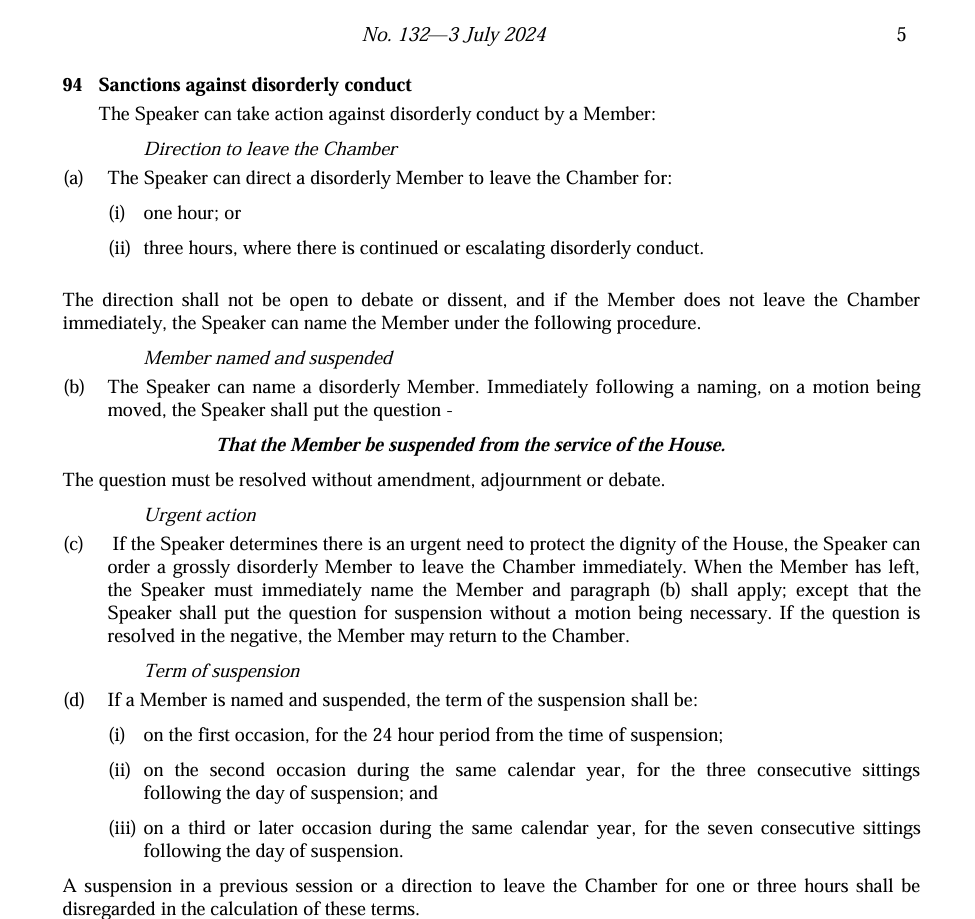 No. 132—3 July 2024 5
94 Sanctions against disorderly conduct
The Speaker can take action against disorderly conduct by a Member:
Direction to leave the Chamber
(a) The Speaker can direct a disorderly Member to leave the Chamber for:
(i) one hour; or
(ii) three hours, where there is continued or escalating disorderly conduct.
The direction shall not be open to debate or dissent, and if the Member does not leave the Chamber
immediately, the Speaker can name the Member under the following procedure.
Member named and suspended
(b) The Speaker can name a disorderly Member. Immediately following a naming, on a motion being
moved, the Speaker shall put the question -
That the Member be suspended from the service of the House.
The question must be resolved without amendment, adjournment or debate.
Urgent action
(c) If the Speaker determines there is an urgent need to protect the dignity of the House, the Speaker can
order a grossly disorderly Member to leave the Chamber immediately. When the Member has left,
the Speaker must immediately name the Member and paragraph (b) shall apply; except that the
Speaker shall put the question for suspension without a motion being necessary. If the question is
resolved in the negative, the Member may return to the Chamber.
Term of suspension
(d) If a Member is named and suspended, the term of the suspension shall be:
(i) on the first occasion, for the 24 hour period from the time of suspension;
(ii) on the second occasion during the same calendar year, for the three consecutive sittings
following the day of suspension; and
(iii) on a third or later occasion during the same calendar year, for the seven consecutive sittings
following the day of suspension.
A suspension in a previous session or a direction to leave the Chamber for one or three hours shall be
disregarded in the calculation of these terms.